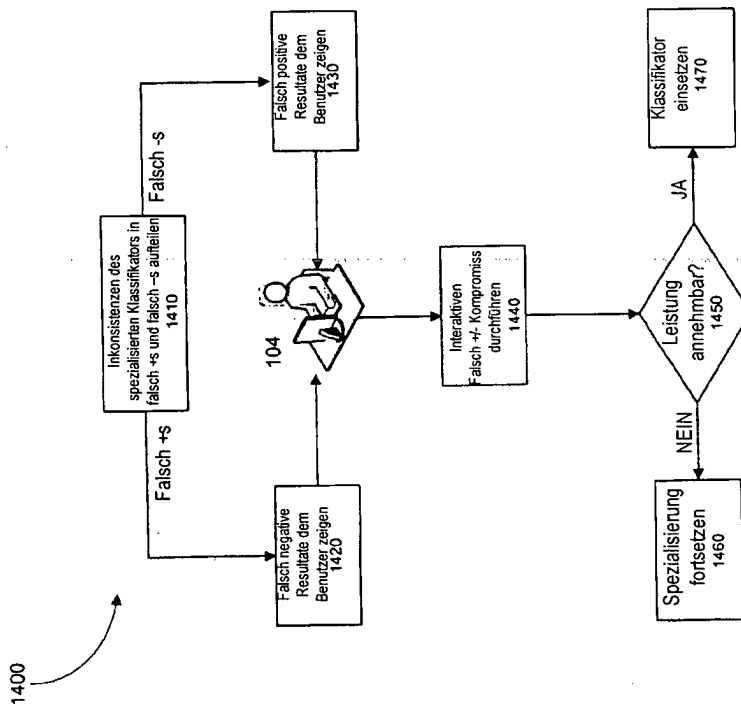 1400
Inkonsistenzen des
spezialisierten Klassifikators in
falsch +s und falsch –s aufteilen
1410
Falsch +s
Falsch -s
Falsch negative
Resultate dem
Benutzer zeigen
1420
104
Falsch positive
Resultate dem
Benutzer zeigen
1430
Interaktiven
Falsch +/- Kompromiss
durchführen
1440
Leistung
annehmbar?
1450
NEIN
JA
Spezialisierung
fortsetzen
1460
Klassifikator
einsetzen
1470